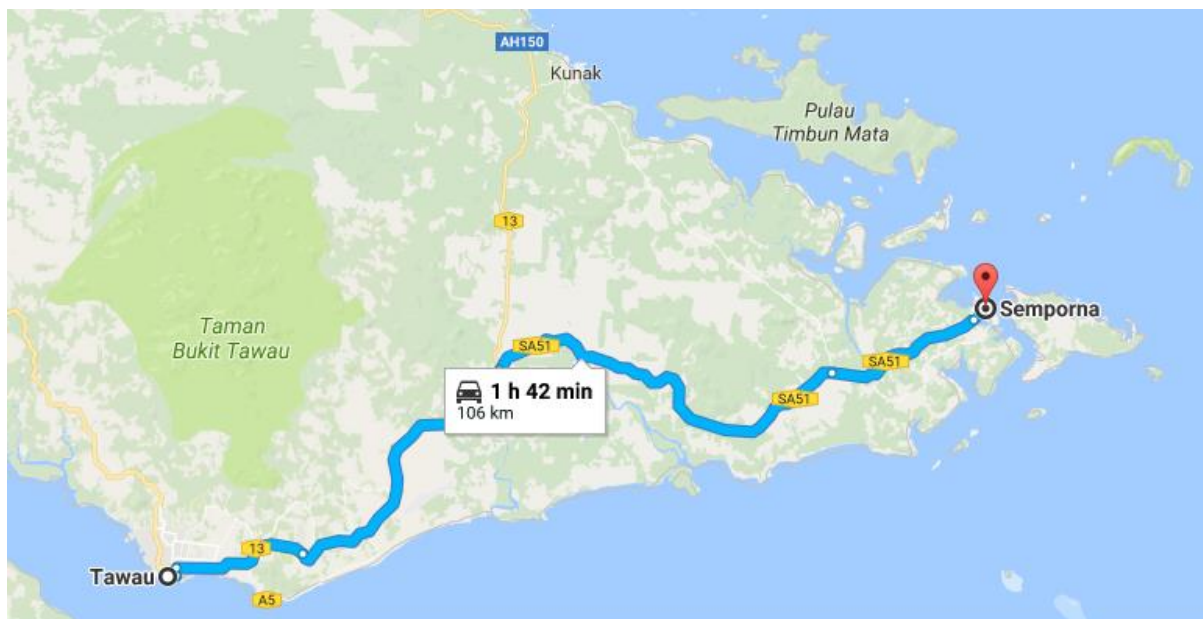 AH150
Kunak
Pulau
Timbun Mata
13
Semporna
Taman
Bukit Tawau
SA51
SA51
1 h 42 min
106 km
SA51
13
Tawau
A5